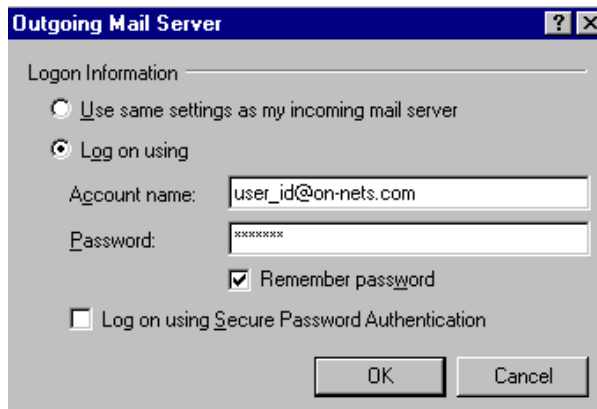 Outgoing Mail Server
Logon Information
Use same settings as my incoming mail server
Log on using
Account name: user_id@on-nets.com
Password: *******
Remember password
Log on using Secure Password Authentication
OK Cancel